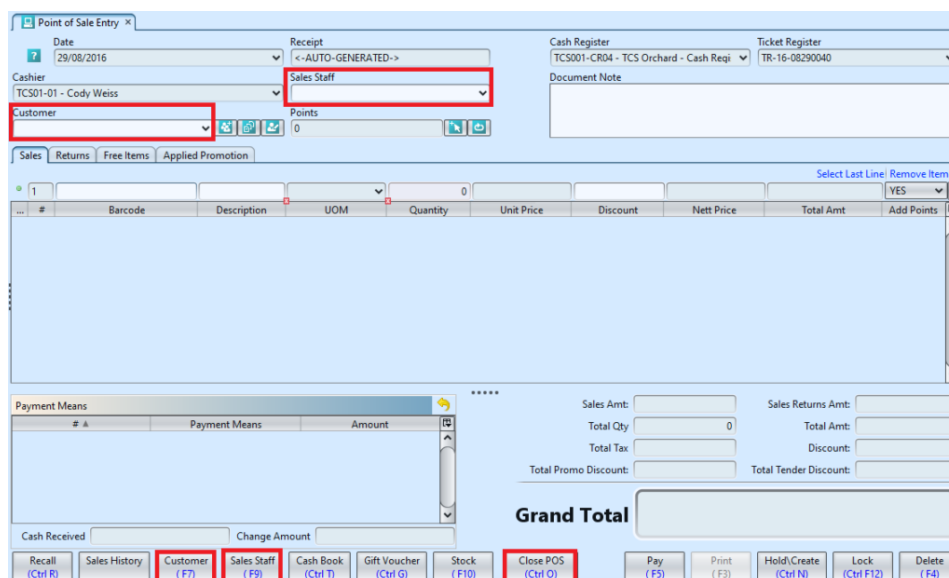 Point of Sale Entry ×
Date Receipt Cash Register Ticket Register
? 29/08/2016 <-AUTO-GENERATED-> TCS001-CR04 - TCS Orchard - Cash Regi TR-16-08290040
Cashier Sales Staff Document Note
TCS01-01 - Cody Weiss
Customer Points
0
Sales Returns Free Items Applied Promotion
Select Last Line Remove Item
1 0 YES
... # Barcode Description UOM Quantity Unit Price Discount Nett Price Total Amt Add Points
Payment Means Sales Amt: Sales Returns Amt:
# Payment Means Amount Total Qty 0 Total Amt:
Total Tax Discount:
Total Promo Discount: Total Tender Discount:
Grand Total
Cash Received Change Amount
Recall Sales History Customer Sales Staff Cash Book Gift Voucher Stock Close POS Pay Print Hold\Create Lock Delete
(Ctrl R) (F7) (F9) (Ctrl T) (Ctrl G) (F10) (Ctrl O) (F5) (F3) (Ctrl N) (Ctrl F12) (F4)